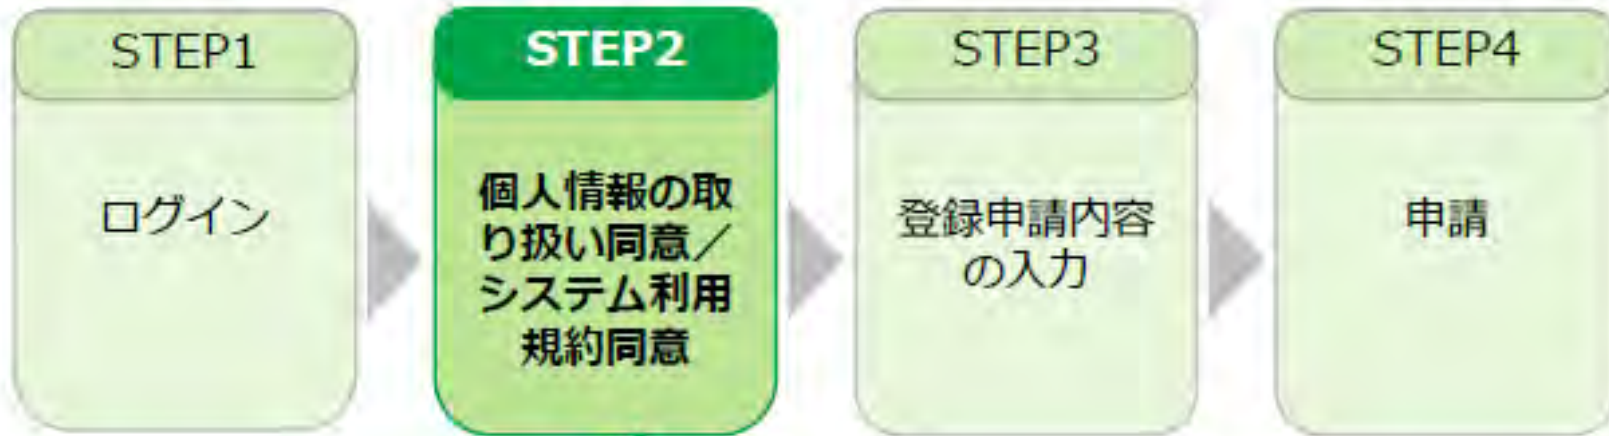 STEP1
ログイン
STEP2
個人情報の取
り扱い同意／
システム利用
規約同意
STEP3
登録申請内容
の入力
STEP4
申請